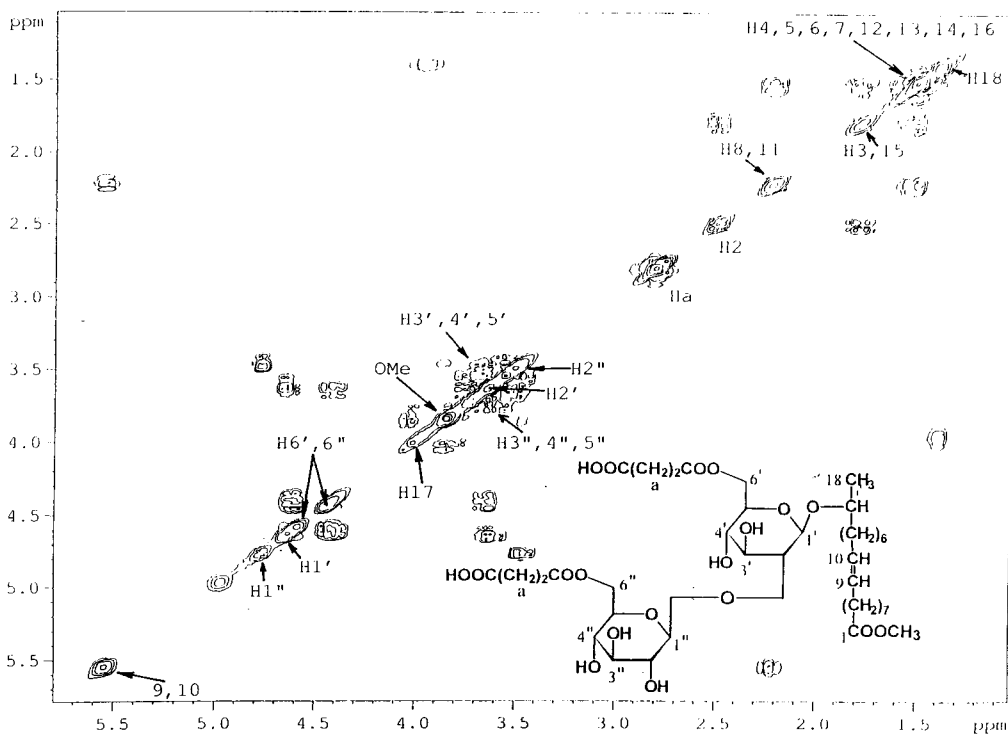 ppm
H4,5,6,7,12,13,14,16
1.5
H18
2.0
H8,11
H3,15
2.5
H2
3.0
Ha
H3',4',5'
3.5
OMe
H2"
H2'
4.0
H6',6"
H3",4",5"
H17
HOOC(CH₂)₂COO
a
6'
18
CH₃
O
O
4.5
4'
OH
1'
(CH₂)₆
H1'
HO
3'
10
CH
H1"
9
CH
5.0
HOOC(CH₂)₂COO
a
6"
O
(CH₂)₇
4"
OH
O
1"
1
COOCH₃
5.5
HO
3"
OH
9,10
5.5
5.0
4.5
4.0
3.5
3.0
2.5
2.0
1.5
ppm